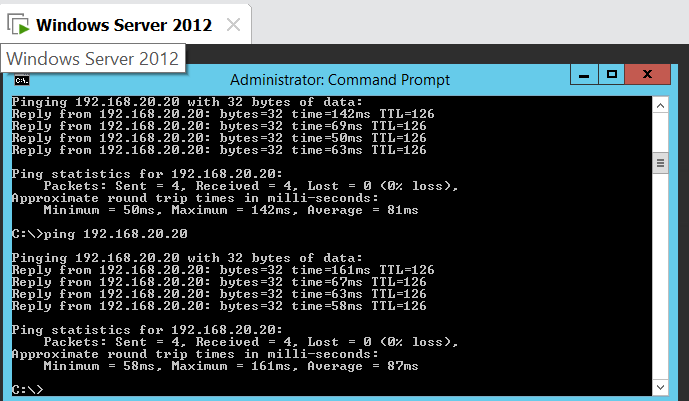 Windows Server 2012
Windows Server 2012
Administrator: Command Prompt
Pinging 192.168.20.20 with 32 bytes of data:
Reply from 192.168.20.20: bytes=32 time=142ms TTL=126
Reply from 192.168.20.20: bytes=32 time=69ms TTL=126
Reply from 192.168.20.20: bytes=32 time=50ms TTL=126
Reply from 192.168.20.20: bytes=32 time=63ms TTL=126
Ping statistics for 192.168.20.20:
    Packets: Sent = 4, Received = 4, Lost = 0 (0% loss),
Approximate round trip times in milli-seconds:
    Minimum = 50ms, Maximum = 142ms, Average = 81ms
C:\>ping 192.168.20.20
Pinging 192.168.20.20 with 32 bytes of data:
Reply from 192.168.20.20: bytes=32 time=161ms TTL=126
Reply from 192.168.20.20: bytes=32 time=67ms TTL=126
Reply from 192.168.20.20: bytes=32 time=63ms TTL=126
Reply from 192.168.20.20: bytes=32 time=58ms TTL=126
Ping statistics for 192.168.20.20:
    Packets: Sent = 4, Received = 4, Lost = 0 (0% loss),
Approximate round trip times in milli-seconds:
    Minimum = 58ms, Maximum = 161ms, Average = 87ms
C:\>